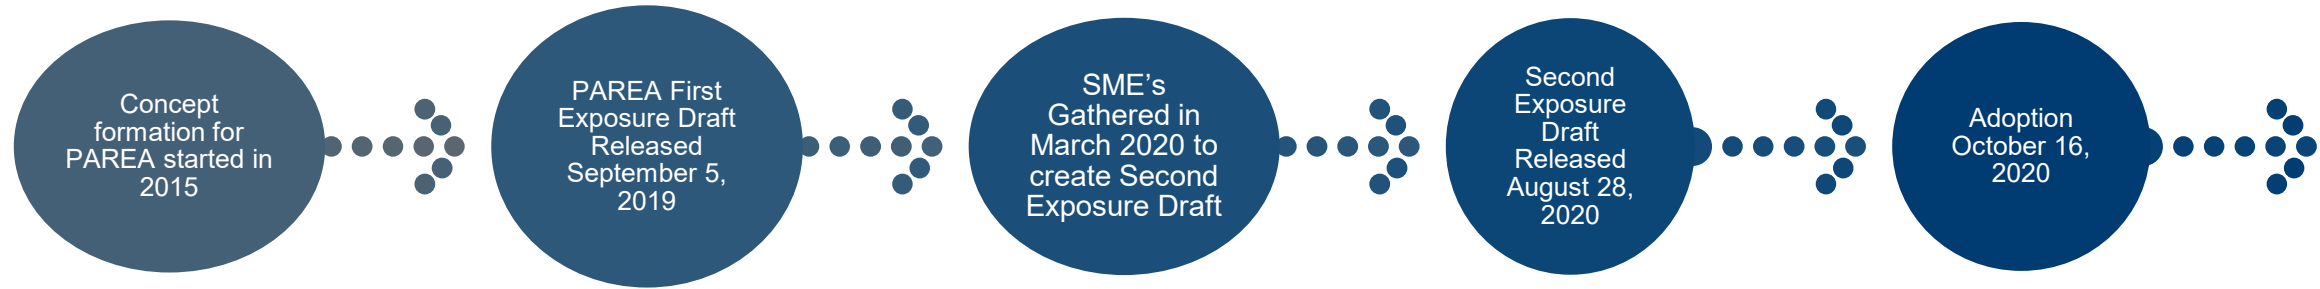 Concept
formation for
PAREA started in
2015
PAREA First
Exposure Draft
Released
September 5,
2019
SME’s
Gathered in
March 2020 to
create Second
Exposure Draft
Second
Exposure
Draft
Released
August 28,
2020
Adoption
October 16,
2020